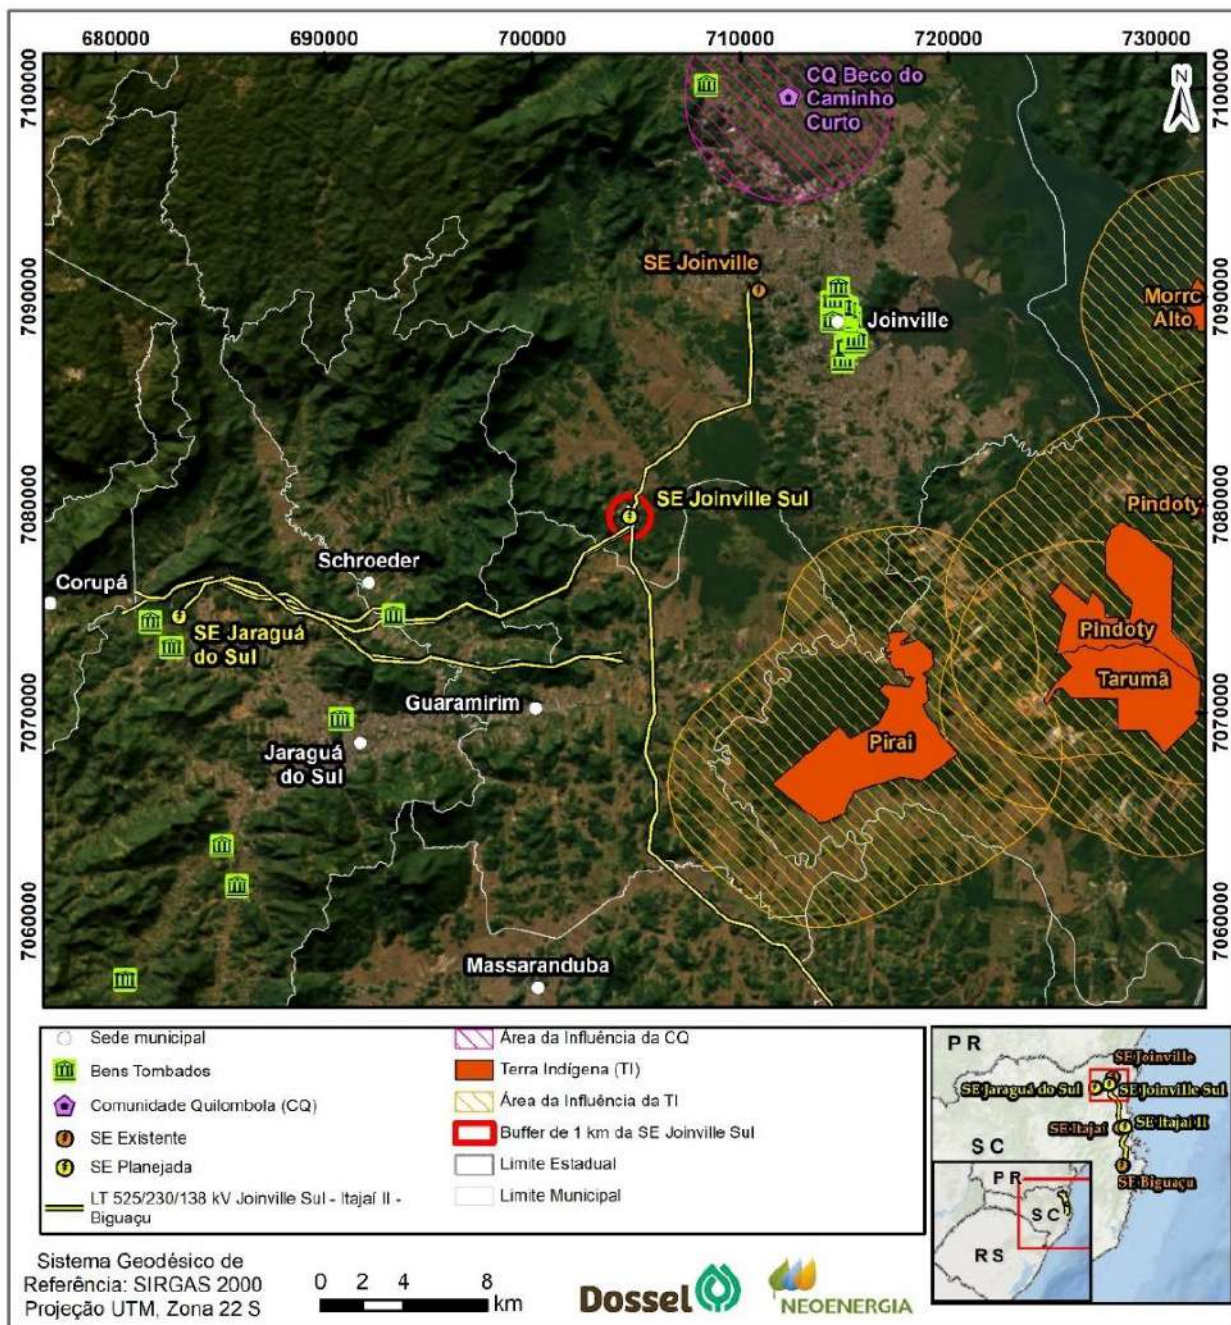 680000 690000 700000 710000 720000 730000
7100000
7100000
N
CQ Beco do
Caminho
Curto
SE Joinville
7090000
7090000
Morrc
Alto
Joinville
SE Joinville Sul
7080000
7080000
Pindoty
Schroeder
Corupá
SE Jaraguá
do Sul
Pindoty
Tarumã
Guaramirim
7070000
7070000
Jaraguá
do Sul
Piraí
7060000
7060000
Massaranduba
Sede municipal
Bens Tombados
Comunidade Quilombola (CQ)
SE Existente
SE Planejada
LT 525/230/138 kV Joinville Sul - Itajaí II -
Biguaçu
Área da Influência da CQ
Terra Indígena (TI)
Área da Influência da TI
Buffer de 1 km da SE Joinville Sul
Limite Estadual
Limite Municipal
PR
SE Joinville
SE Jaraguá do Sul
SE Joinville Sul
SE Itajaí
SE Itajaí II
SC
SE Biguaçu
PR
SC
RS
Sistema Geodésico de
Referência: SIRGAS 2000
Projeção UTM, Zona 22 S
0 2 4 8
km
Dossel
NEOENERGIA